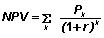 NPV = Σ_x P_x / (1+r)^x